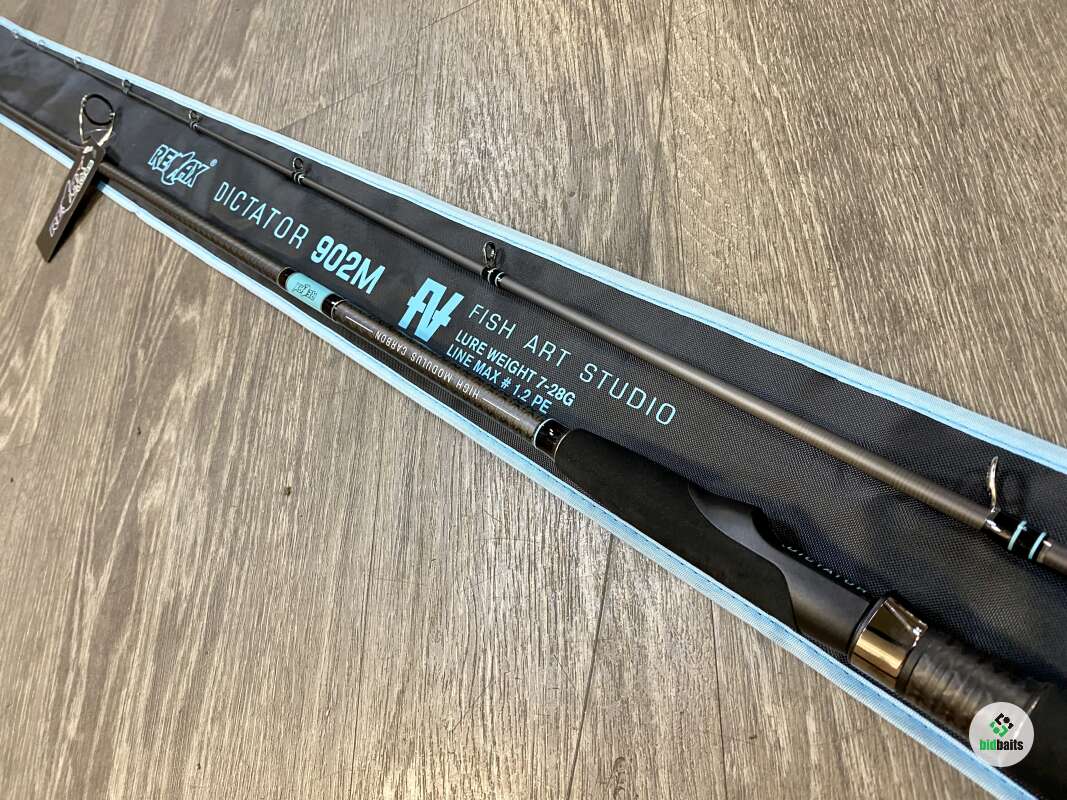 RELAX®
DICTATOR 902M
FISH ART STUDIO
LURE WEIGHT 7-28G
LINE MAX # 1.2 PE
RELAX
HIGH MODULUS CARBON
DICTATOR
bidbaits